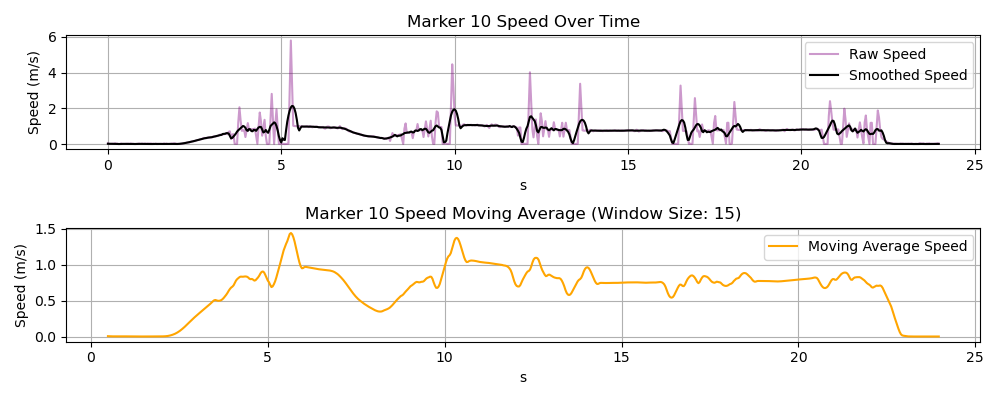 Marker 10 Speed Over Time
6
4
2
0
Speed (m/s)
Raw Speed
Smoothed Speed
0 5 10 15 20 25
s
Marker 10 Speed Moving Average (Window Size: 15)
1.5
1.0
0.5
0.0
Speed (m/s)
Moving Average Speed
0 5 10 15 20 25
s